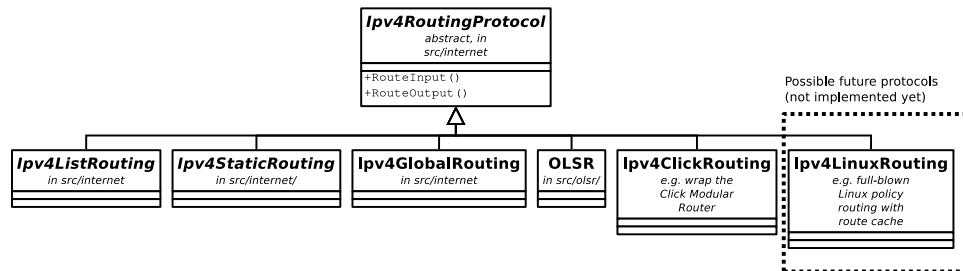 Ipv4RoutingProtocol
abstract, in
src/internet
+RouteInput()
+RouteOutput()
Possible future protocols
(not implemented yet)
Ipv4ListRouting
in src/internet
Ipv4StaticRouting
in src/internet/
Ipv4GlobalRouting
in src/internet
OLSR
in src/olsr/
Ipv4ClickRouting
e.g. wrap the
Click Modular
Router
Ipv4LinuxRouting
e.g. full-blown
Linux policy
routing with
route cache